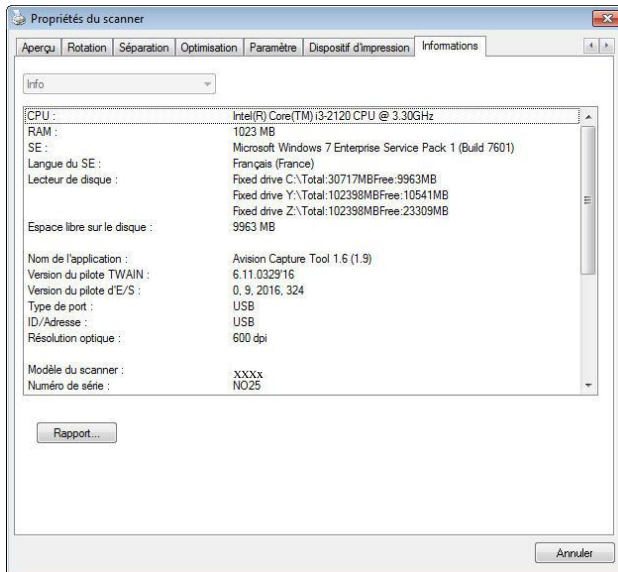 Propriétés du scanner
Aperçu Rotation Séparation Optimisation Paramètre Dispositif d'impression Informations
Info
CPU : Intel(R) Core(TM) i3-2120 CPU @ 3.30GHz
RAM : 1023 MB
SE : Microsoft Windows 7 Enterprise Service Pack 1 (Build 7601)
Langue du SE : Français (France)
Lecteur de disque : Fixed drive C:\Total:30717MBFree:9963MB
Fixed drive Y:\Total:102398MBFree:10541MB
Fixed drive Z:\Total:102398MBFree:23309MB
Espace libre sur le disque : 9963 MB
Nom de l'application : Avision Capture Tool 1.6 (1.9)
Version du pilote TWAIN : 6.11.0329'16
Version du pilote d'E/S : 0, 9, 2016, 324
Type de port : USB
ID/Adresse : USB
Résolution optique : 600 dpi
Modèle du scanner : XXXx
Numéro de série : NO25
Rapport...
Annuler